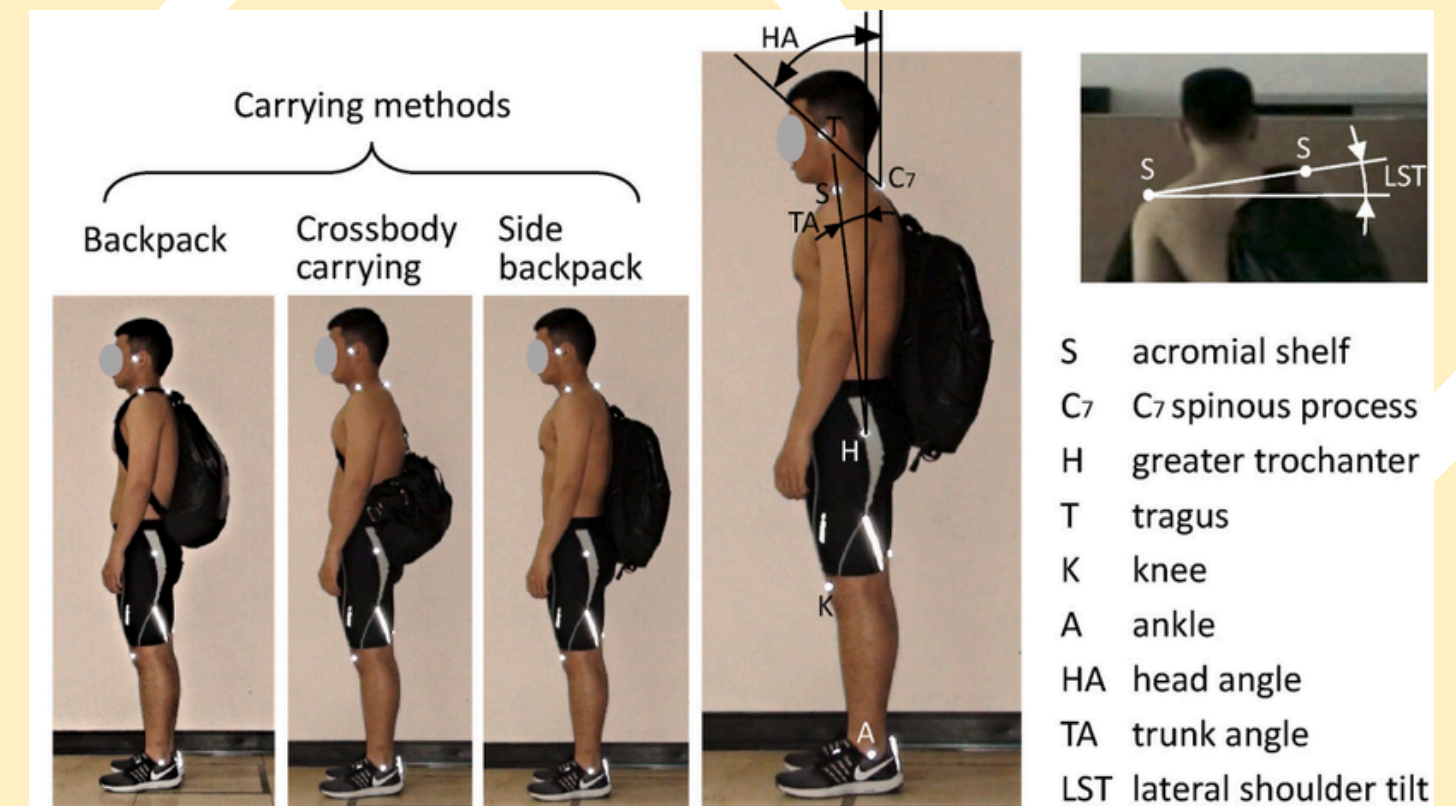 Carrying methods
Backpack
Crossbody
carrying
Side
backpack
HA
T
C₇
S
TA
H
K
A
S
S
LST
S acromial shelf
C₇ C₇ spinous process
H greater trochanter
T tragus
K knee
A ankle
HA head angle
TA trunk angle
LST lateral shoulder tilt